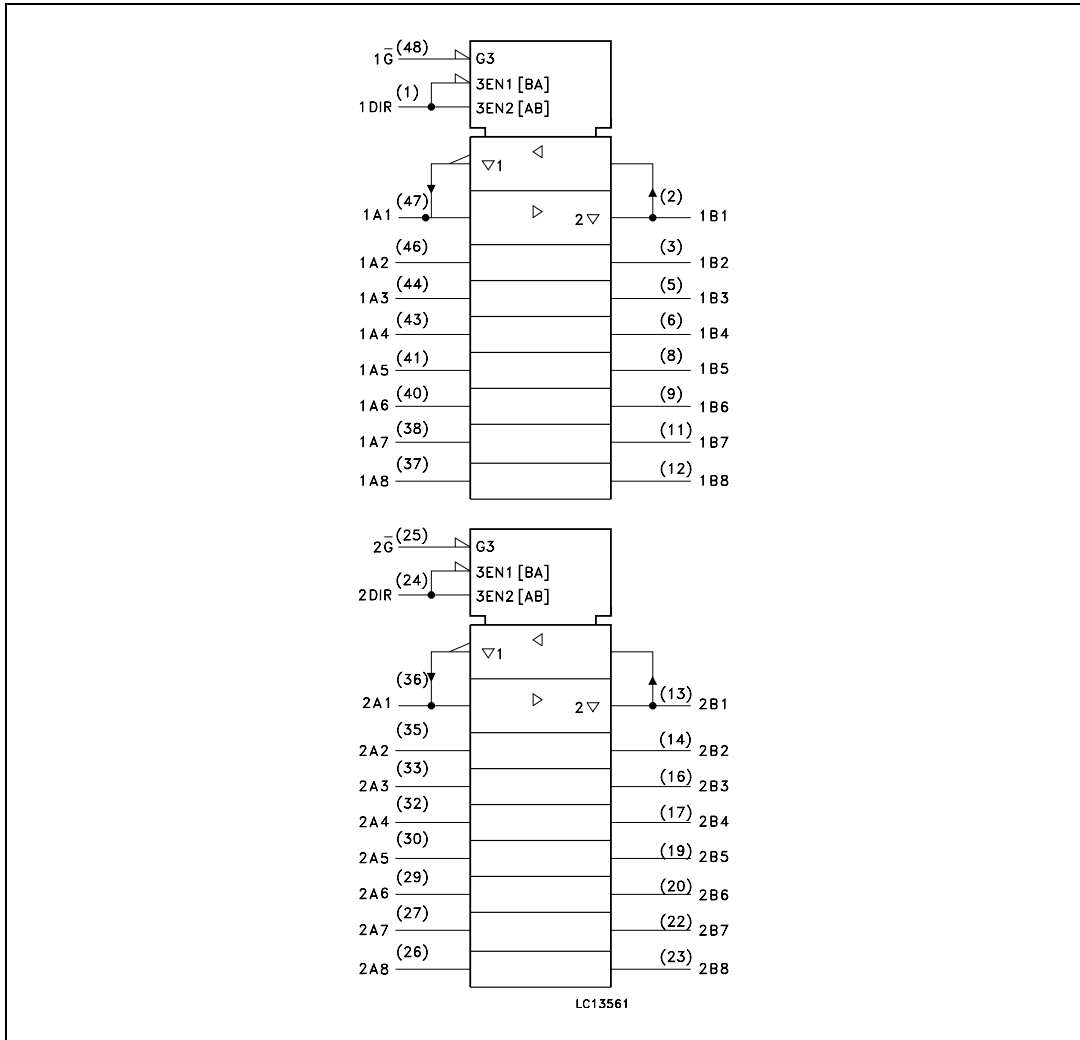 1G̅ (48) G3
3EN1 [BA]
1DIR (1) 3EN2 [AB]
▽1 ◁
1A1 (47) ▷ 2▽ (2) 1B1
1A2 (46) (3) 1B2
1A3 (44) (5) 1B3
1A4 (43) (6) 1B4
1A5 (41) (8) 1B5
1A6 (40) (9) 1B6
1A7 (38) (11) 1B7
1A8 (37) (12) 1B8
2G̅ (25) G3
3EN1 [BA]
2DIR (24) 3EN2 [AB]
▽1 ◁
2A1 (36) ▷ 2▽ (13) 2B1
2A2 (35) (14) 2B2
2A3 (33) (16) 2B3
2A4 (32) (17) 2B4
2A5 (30) (19) 2B5
2A6 (29) (20) 2B6
2A7 (27) (22) 2B7
2A8 (26) (23) 2B8
LC13561